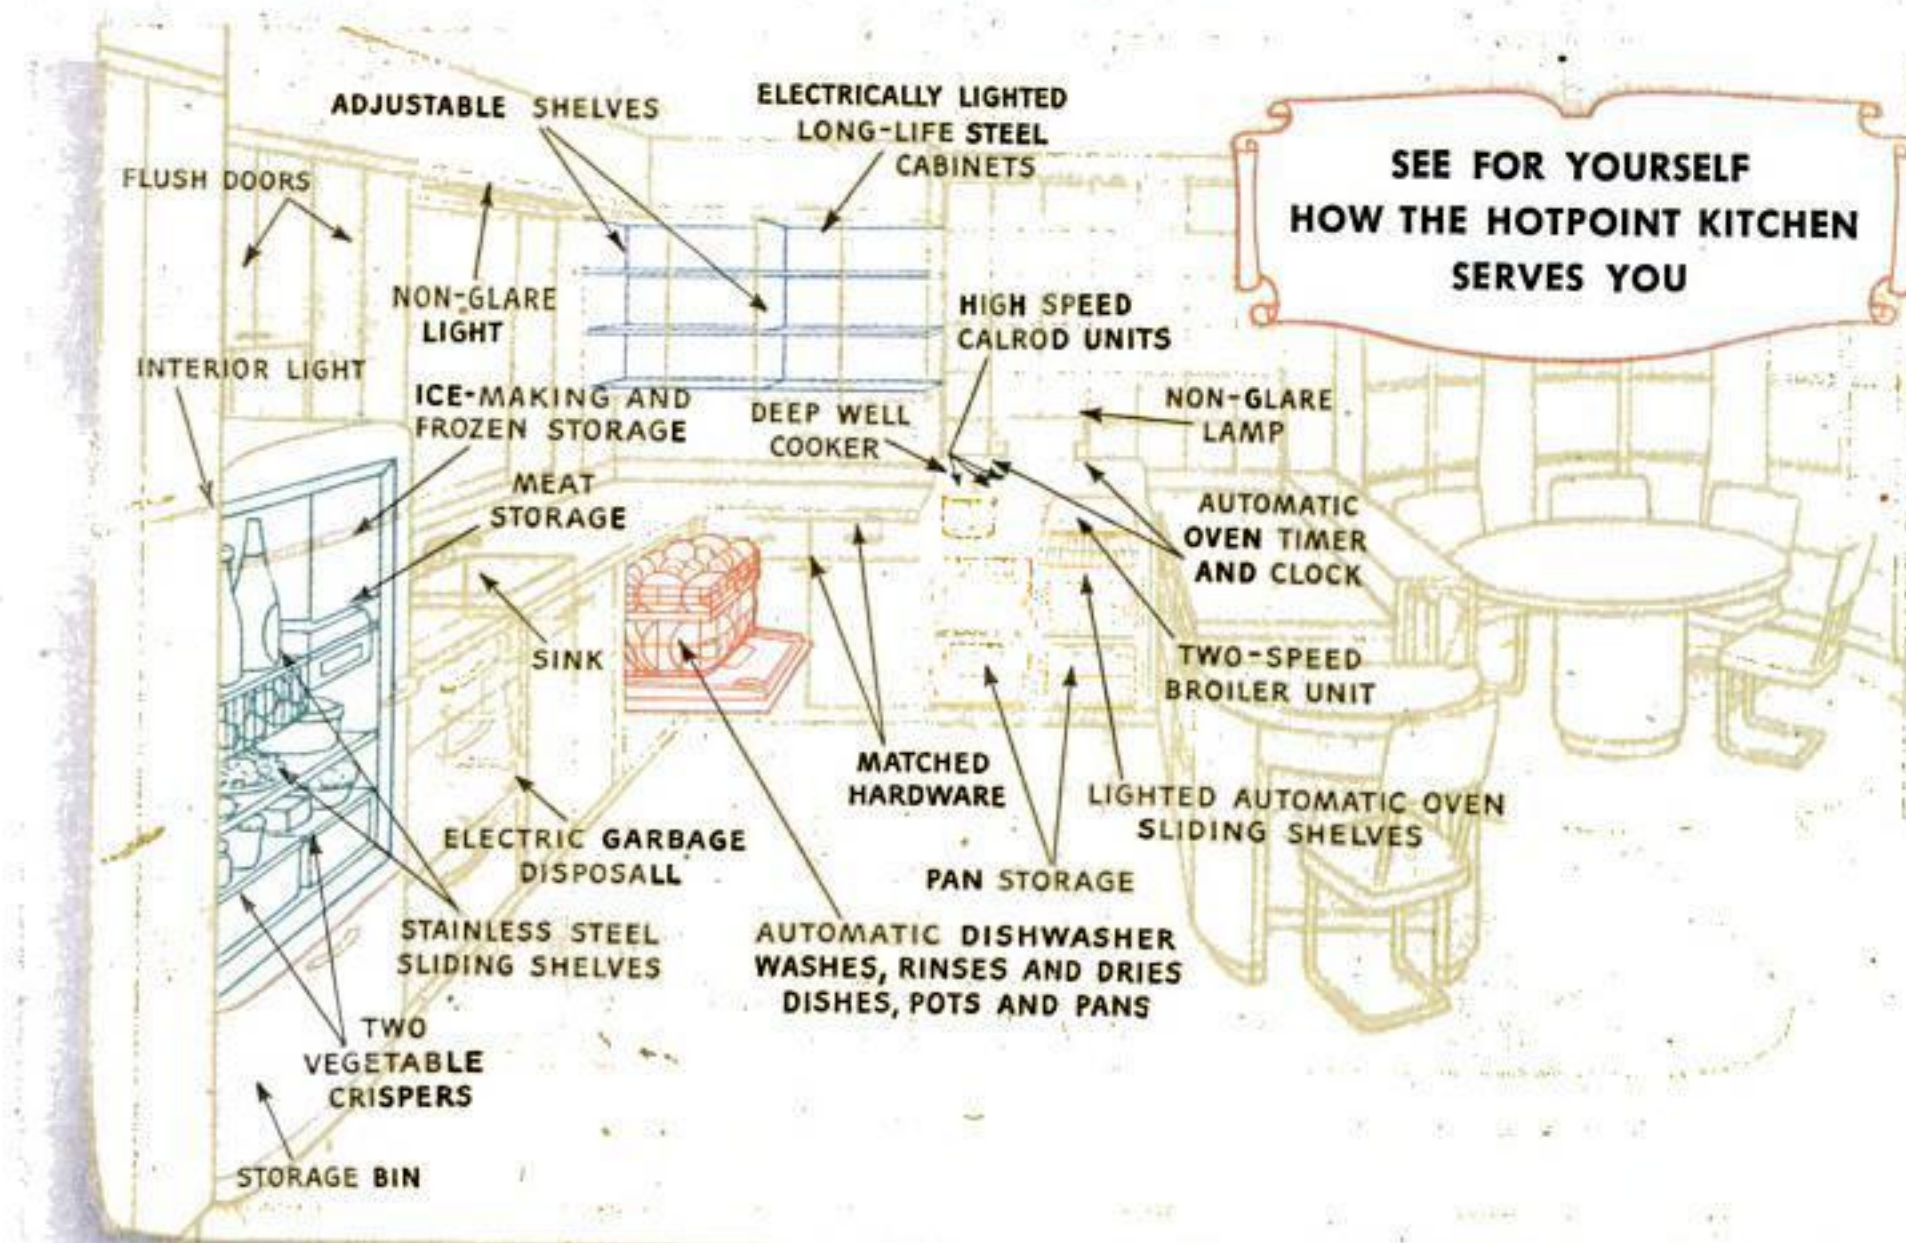 SEE FOR YOURSELF
HOW THE HOTPOINT KITCHEN
SERVES YOU
ADJUSTABLE SHELVES
ELECTRICALLY LIGHTED
LONG-LIFE STEEL
CABINETS
FLUSH DOORS
NON-GLARE
LIGHT
HIGH SPEED
CALROD UNITS
INTERIOR LIGHT
ICE-MAKING AND
FROZEN STORAGE
DEEP WELL
COOKER
NON-GLARE
LAMP
MEAT
STORAGE
AUTOMATIC
OVEN TIMER
AND CLOCK
SINK
TWO-SPEED
BROILER UNIT
MATCHED
HARDWARE
LIGHTED AUTOMATIC OVEN
SLIDING SHELVES
ELECTRIC GARBAGE
DISPOSALL
PAN STORAGE
STAINLESS STEEL
SLIDING SHELVES
AUTOMATIC DISHWASHER
WASHES, RINSES AND DRIES
DISHES, POTS AND PANS
TWO
VEGETABLE
CRISPERS
STORAGE BIN